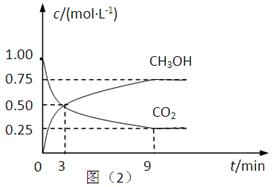 c/(mol·L⁻¹)
1.00
CH₃OH
0.75
0.50
CO₂
0.25
0 3 9 t/min
图（2）